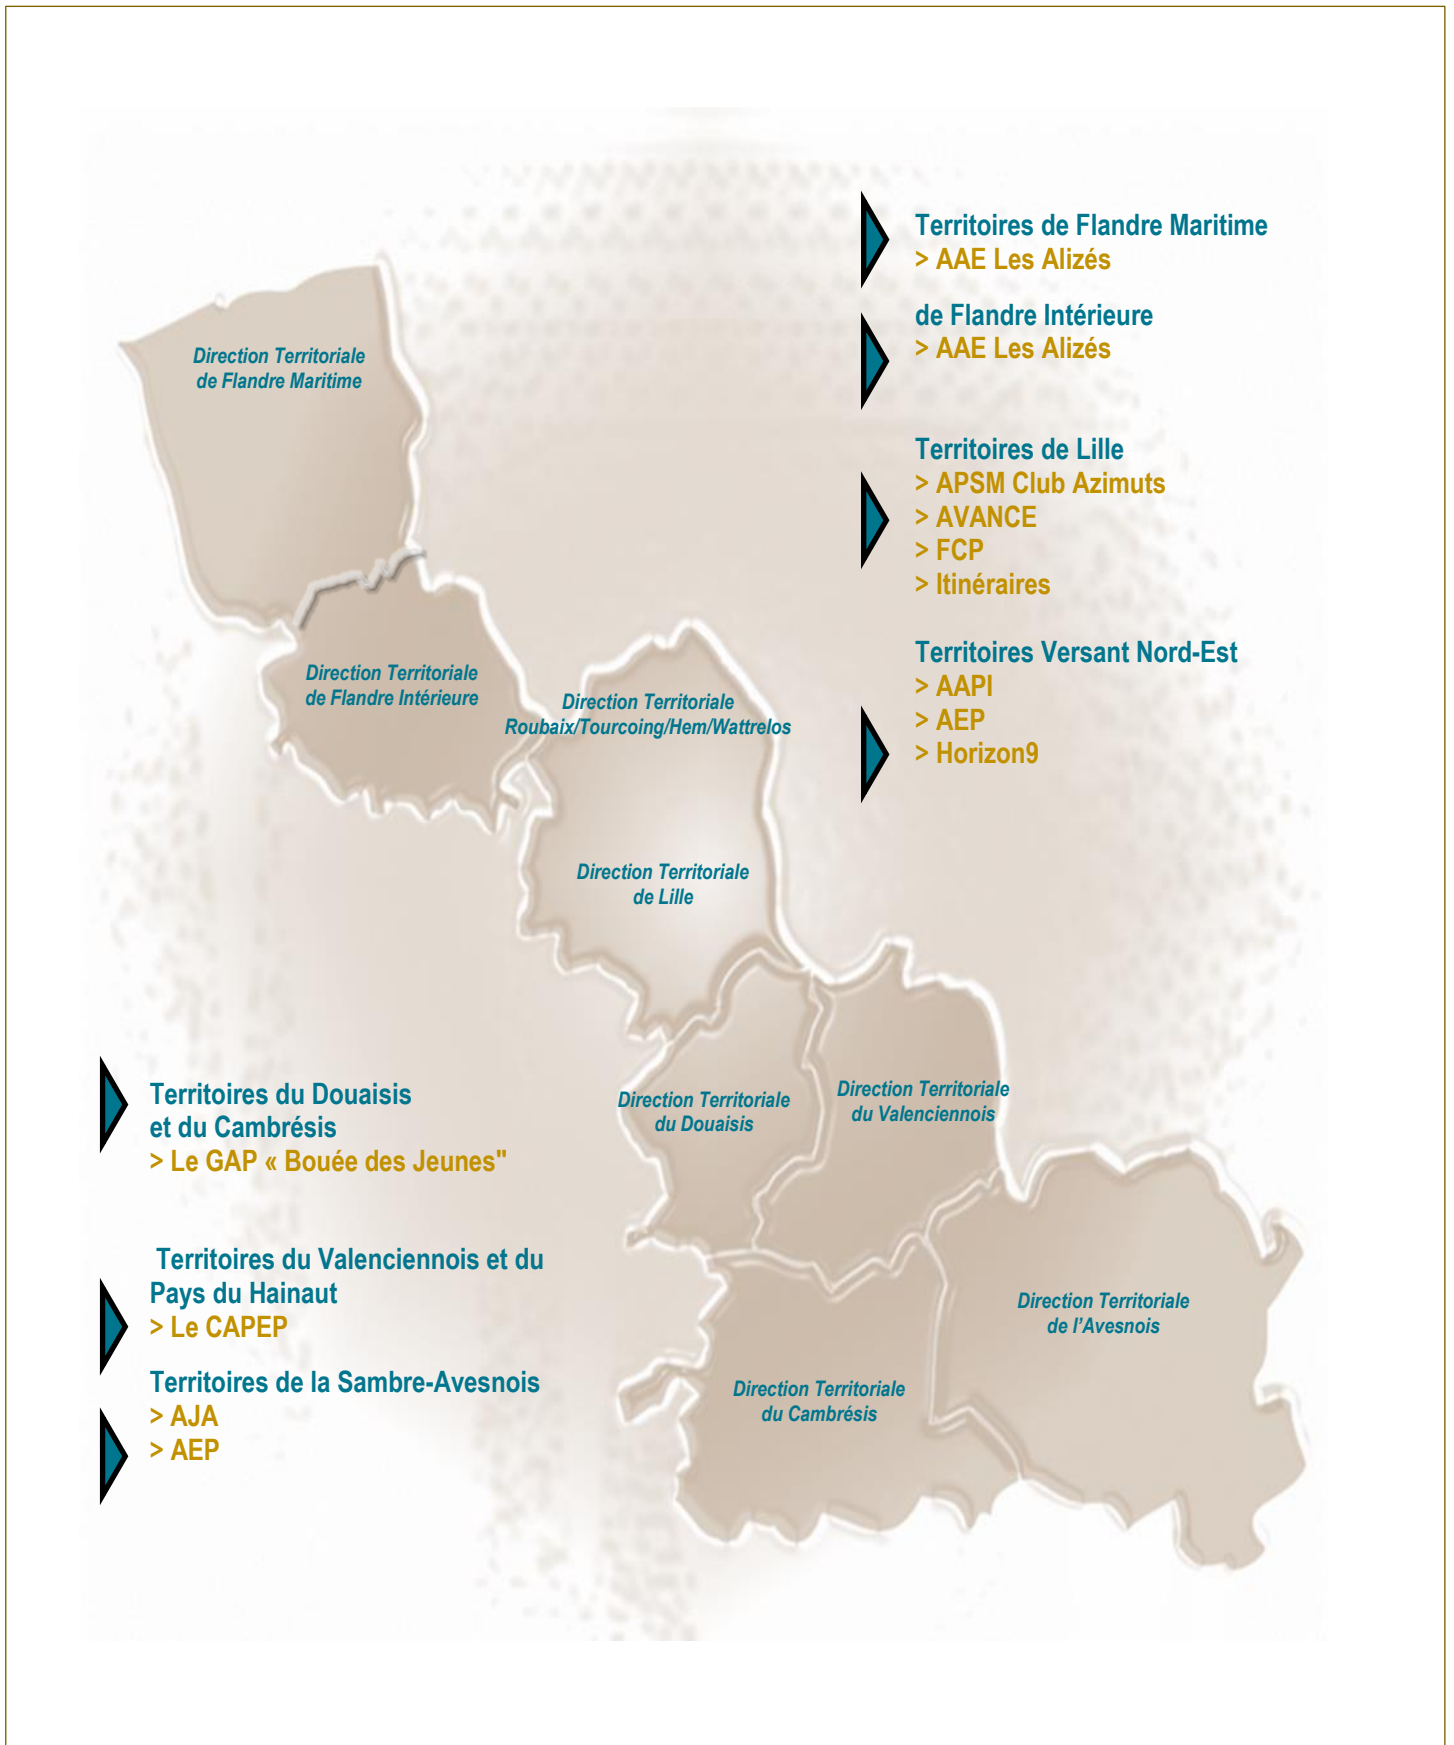 Territoires de Flandre Maritime
> AAE Les Alizés
de Flandre Intérieure
> AAE Les Alizés
Territoires de Lille
> APSM Club Azimuts
> AVANCE
> FCP
> Itinéraires
Territoires Versant Nord-Est
> AAPI
> AEP
> Horizon9
Direction Territoriale
de Flandre Maritime
Direction Territoriale
de Flandre Intérieure
Direction Territoriale
Roubaix/Tourcoing/Hem/Wattrelos
Direction Territoriale
de Lille
Direction Territoriale
du Douaisis
Direction Territoriale
du Valenciennois
Direction Territoriale
de l'Avesnois
Direction Territoriale
du Cambrésis
Territoires du Douaisis
et du Cambrésis
> Le GAP « Bouée des Jeunes"
Territoires du Valenciennois et du
Pays du Hainaut
> Le CAPEP
Territoires de la Sambre-Avesnois
> AJA
> AEP